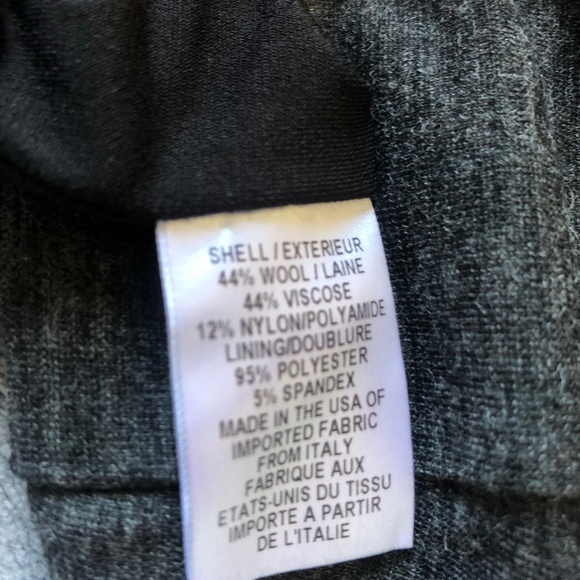 SHELL/EXTERIEUR
44% WOOL/LAINE
44% VISCOSE
12% NYLON/POLYAMIDE
LINING/DOUBLURE
95% POLYESTER
5% SPANDEX
MADE IN THE USA OF
IMPORTED FABRIC
FROM ITALY
FABRIQUE AUX
ETATS-UNIS DU TISSU
IMPORTE A PARTIR
DE L'ITALIE